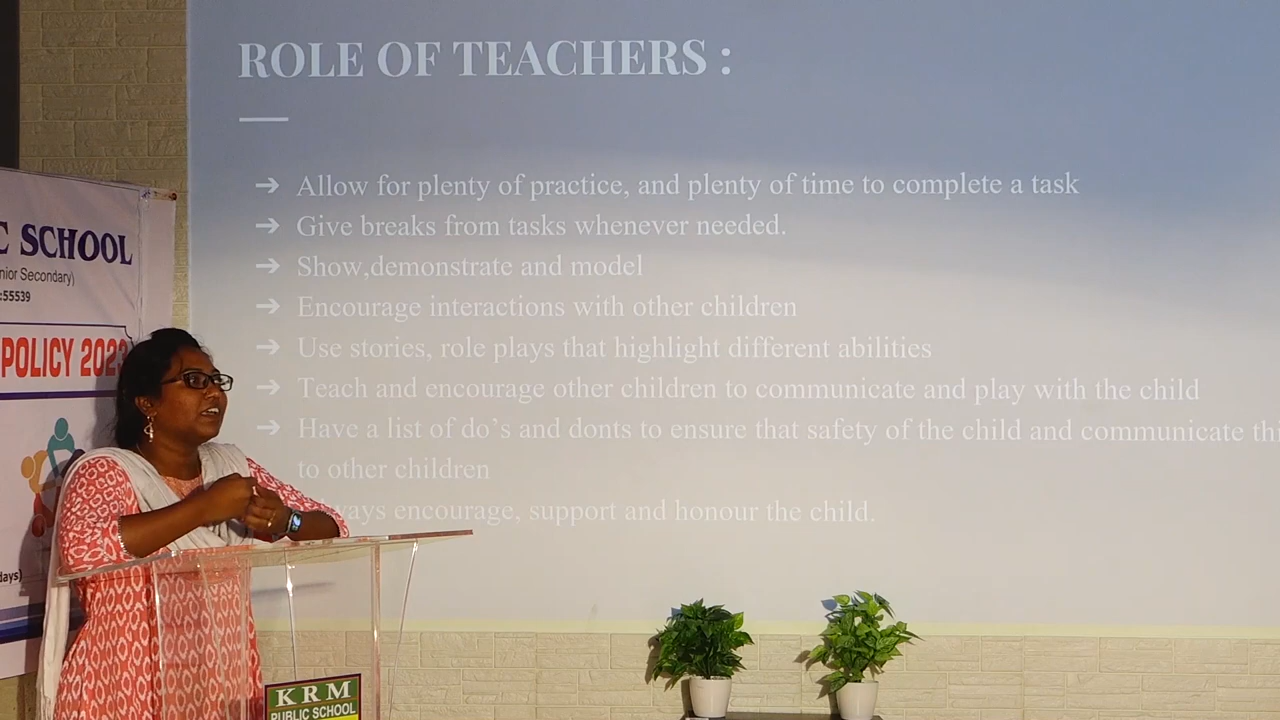 ROLE OF TEACHERS :
➔ Allow for plenty of practice, and plenty of time to complete a task
➔ Give breaks from tasks whenever needed.
➔ Show,demonstrate and model
➔ Encourage interactions with other children
➔ Use stories, role plays that highlight different abilities
➔ Teach and encourage other children to communicate and play with the child
➔ Have a list of do’s and donts to ensure that safety of the child and communicate
to other children
encourage, support and honour the child.
C SCHOOL
Secondary)
:55539
POLICY 2023
days)
KRM
PUBLIC SCHOOL